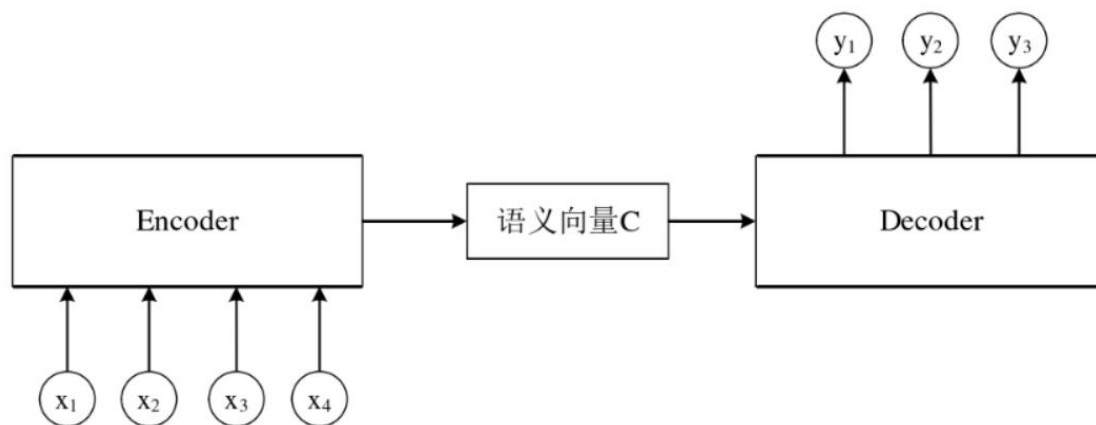 y₁ y₂ y₃
Encoder 语义向量C Decoder
x₁ x₂ x₃ x₄